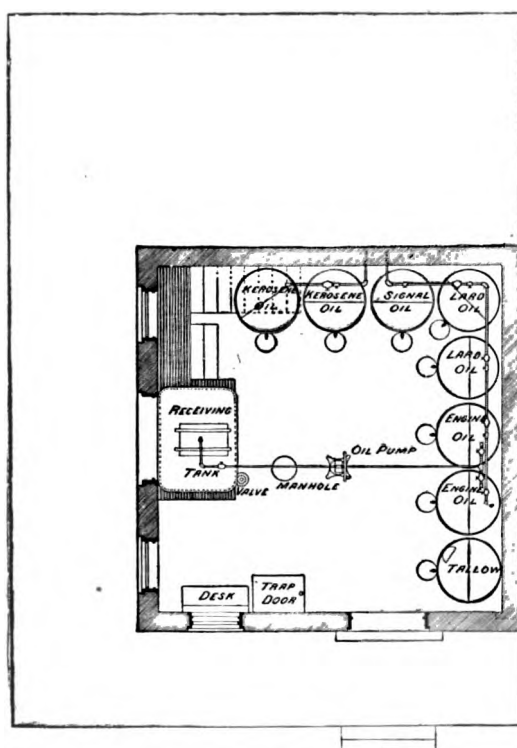 KEROSENE
OIL
KEROSENE
OIL
SIGNAL
OIL
LARD
OIL
LARD
OIL
RECEIVING
TANK
ENGINE
OIL
OIL PUMP
MANHOLE
VALVE
ENGINE
OIL
TALLOW
DESK
TRAP
DOOR